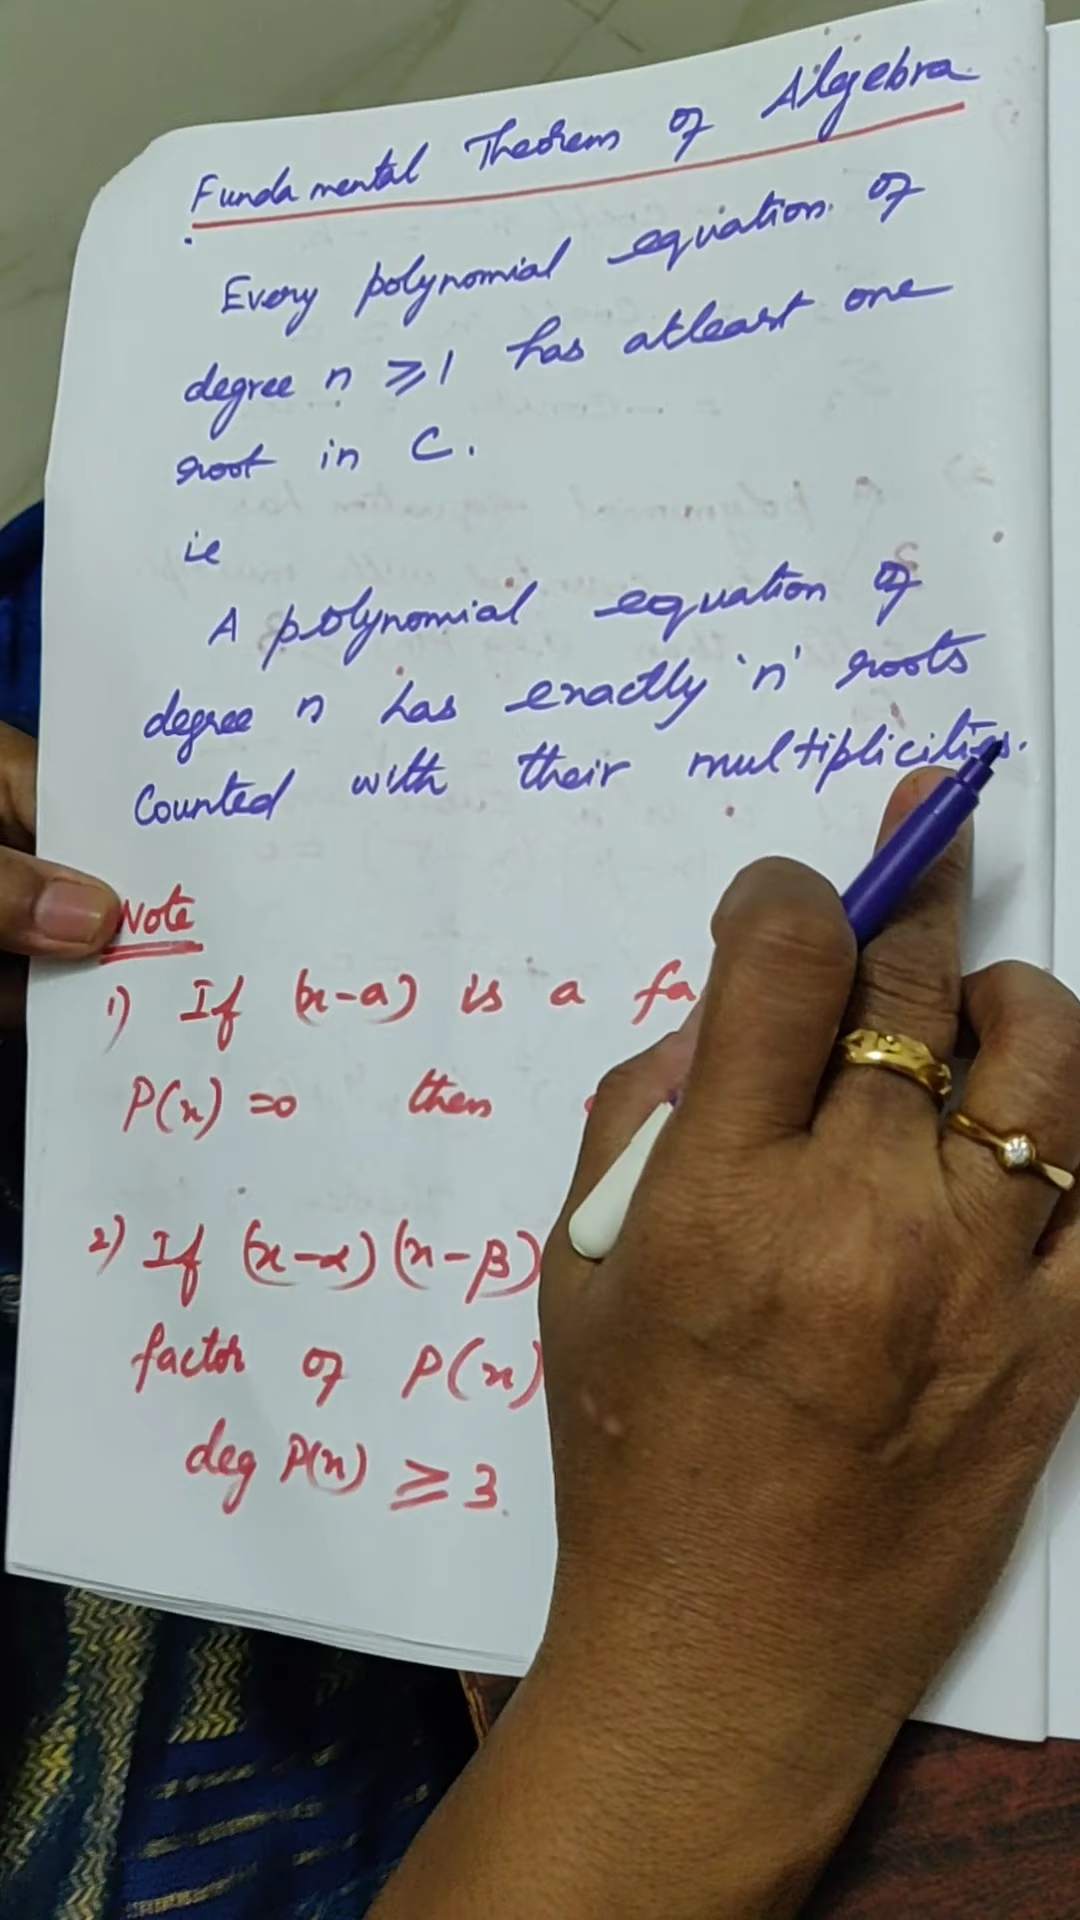 Fundamental Theorem of Algebra
Every polynomial equation of
degree n ⩾ 1 has atleast one
root in C.
ie
A polynomial equation of
degree n has exactly 'n' roots
Counted with their multiplicities.
Note
1) If (x-a) is a fa
P(x) =0 then
2) If (x-α) (x-β)
factor of P(x)
deg P(x) ≥ 3.